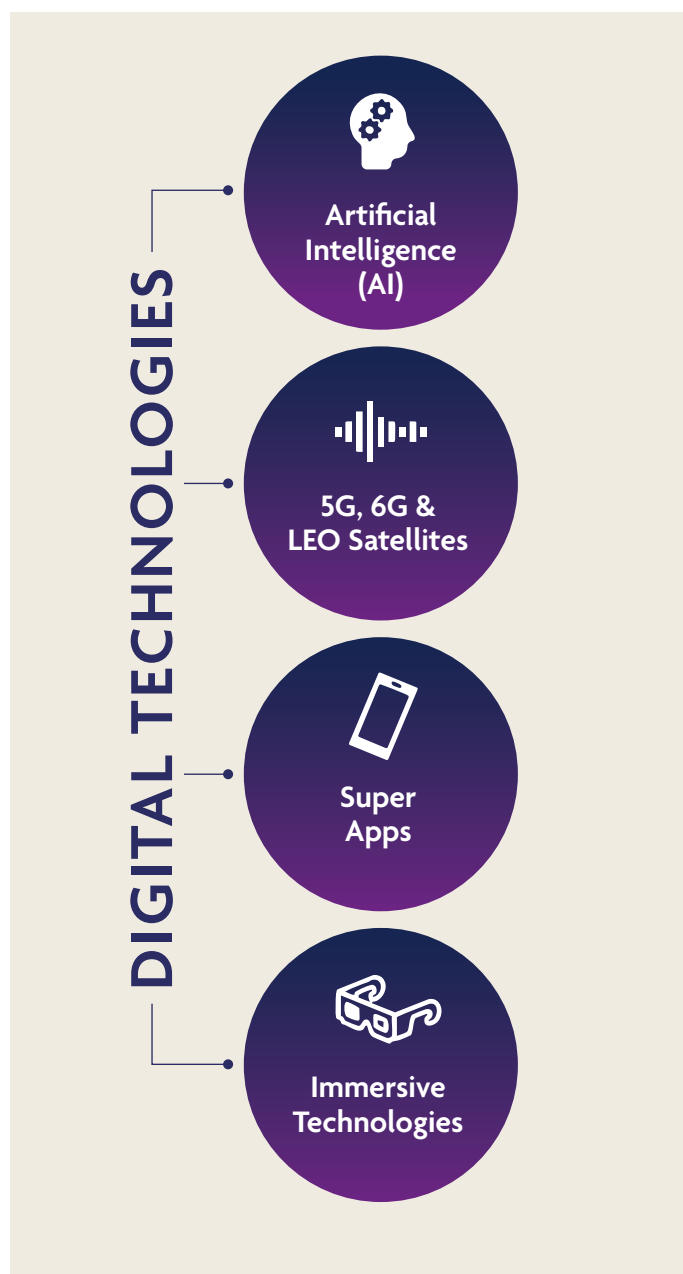 DIGITAL TECHNOLOGIES
Artificial
Intelligence
(AI)
5G, 6G &
LEO Satellites
Super
Apps
Immersive
Technologies